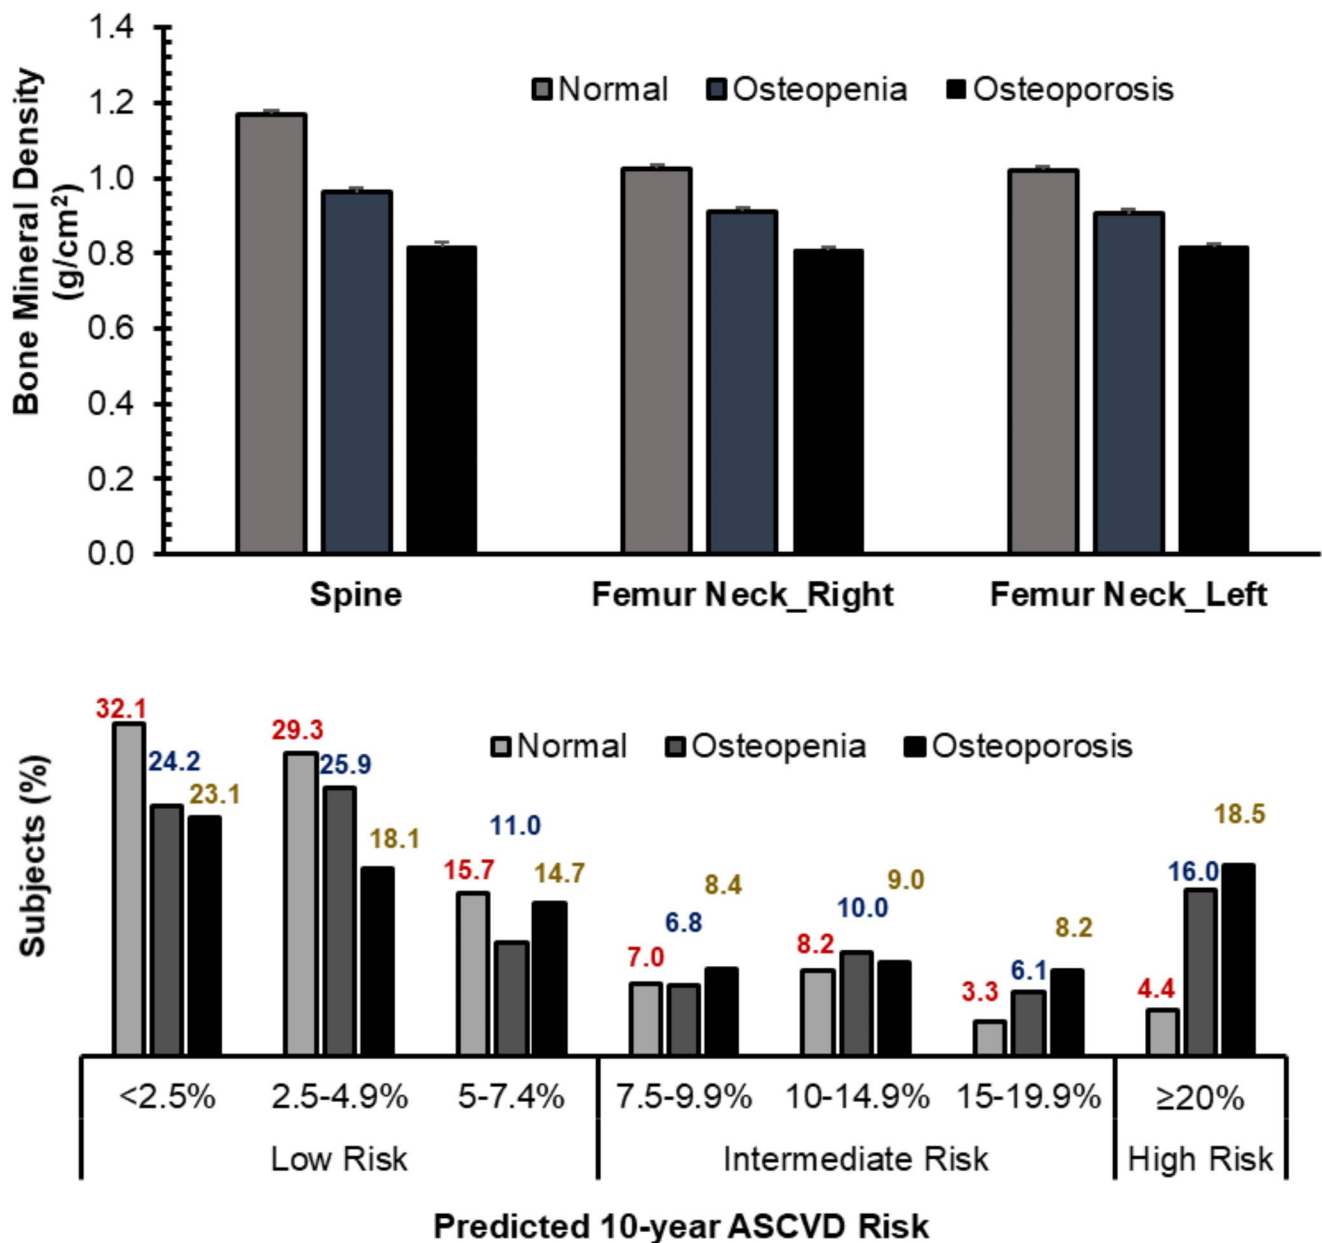 Bone Mineral Density
(g/cm²)
1.4
1.2
1.0
0.8
0.6
0.4
0.2
0.0
Normal Osteopenia Osteoporosis
Spine Femur Neck_Right Femur Neck_Left
Subjects (%)
Normal Osteopenia Osteoporosis
32.1 24.2 23.1
29.3 25.9 18.1
15.7 11.0 14.7
7.0 6.8 8.4
8.2 10.0 9.0
3.3 6.1 8.2
4.4 16.0 18.5
<2.5% 2.5-4.9% 5-7.4% 7.5-9.9% 10-14.9% 15-19.9% ≥20%
Low Risk Intermediate Risk High Risk
Predicted 10-year ASCVD Risk